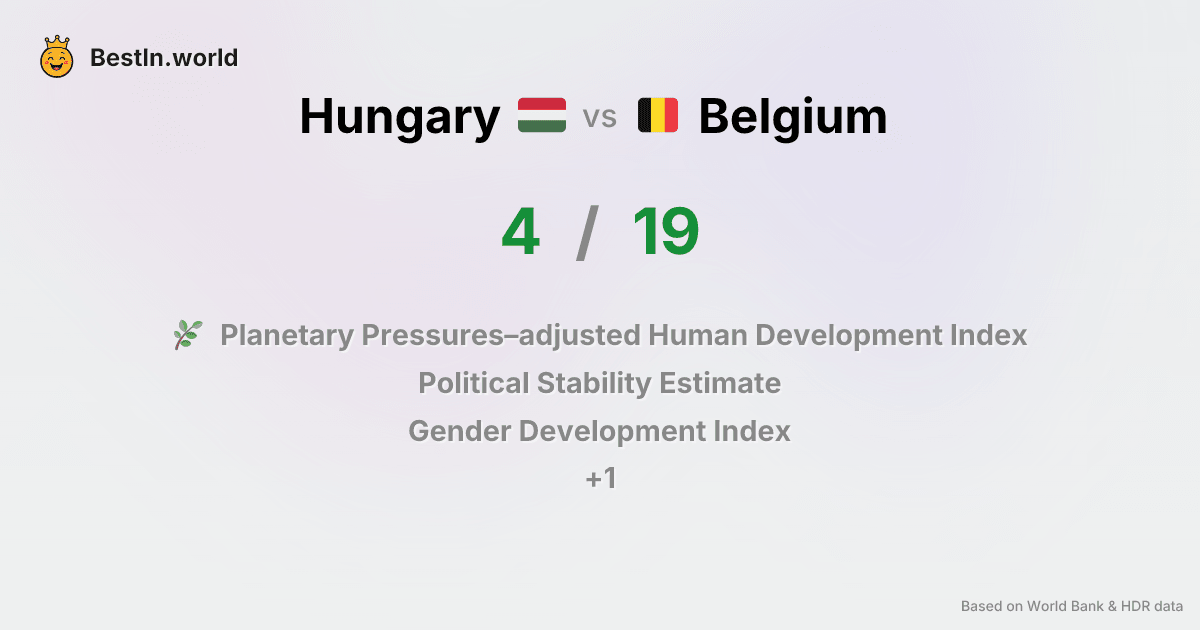 BestIn.world
Hungary vs Belgium
4 / 19
Planetary Pressures–adjusted Human Development Index
Political Stability Estimate
Gender Development Index
+1
Based on World Bank & HDR data